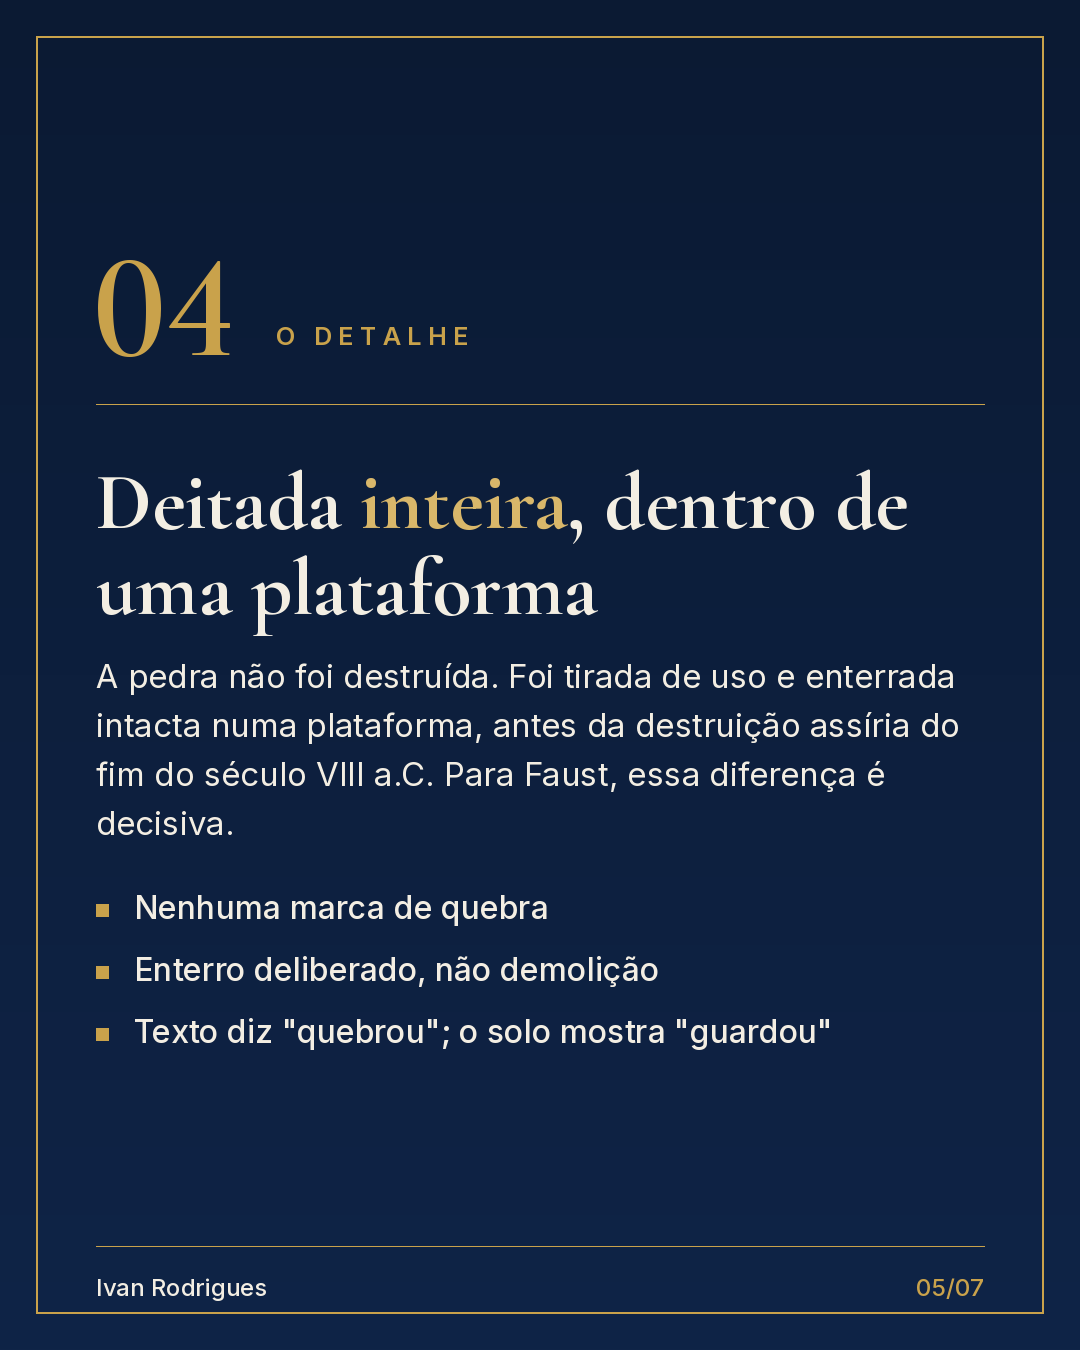 04 O DETALHE
Deitada inteira, dentro de
uma plataforma
A pedra não foi destruída. Foi tirada de uso e enterrada
intacta numa plataforma, antes da destruição assíria do
fim do século VIII a.C. Para Faust, essa diferença é
decisiva.
Nenhuma marca de quebra
Enterro deliberado, não demolição
Texto diz "quebrou"; o solo mostra "guardou"
Ivan Rodrigues 05/07